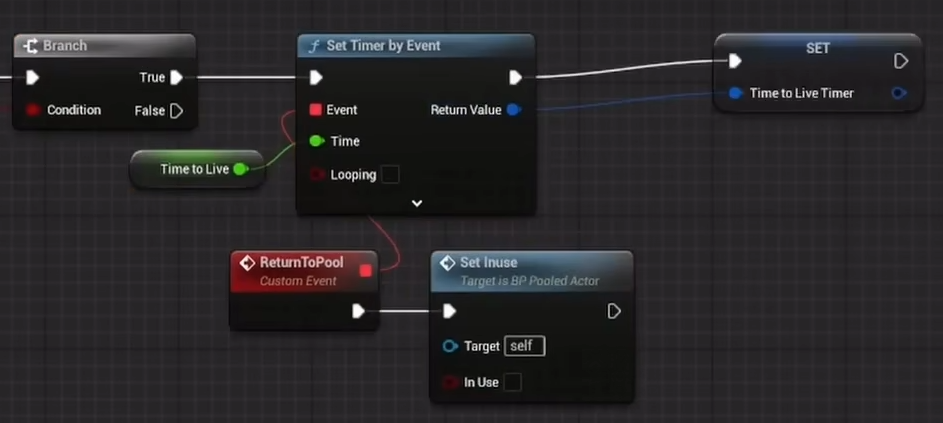 Branch
True
Condition
False
Time to Live
f Set Timer by Event
Event
Return Value
Time
Looping
SET
Time to Live Timer
ReturnToPool
Custom Event
Set Inuse
Target is BP Pooled Actor
Target self
In Use